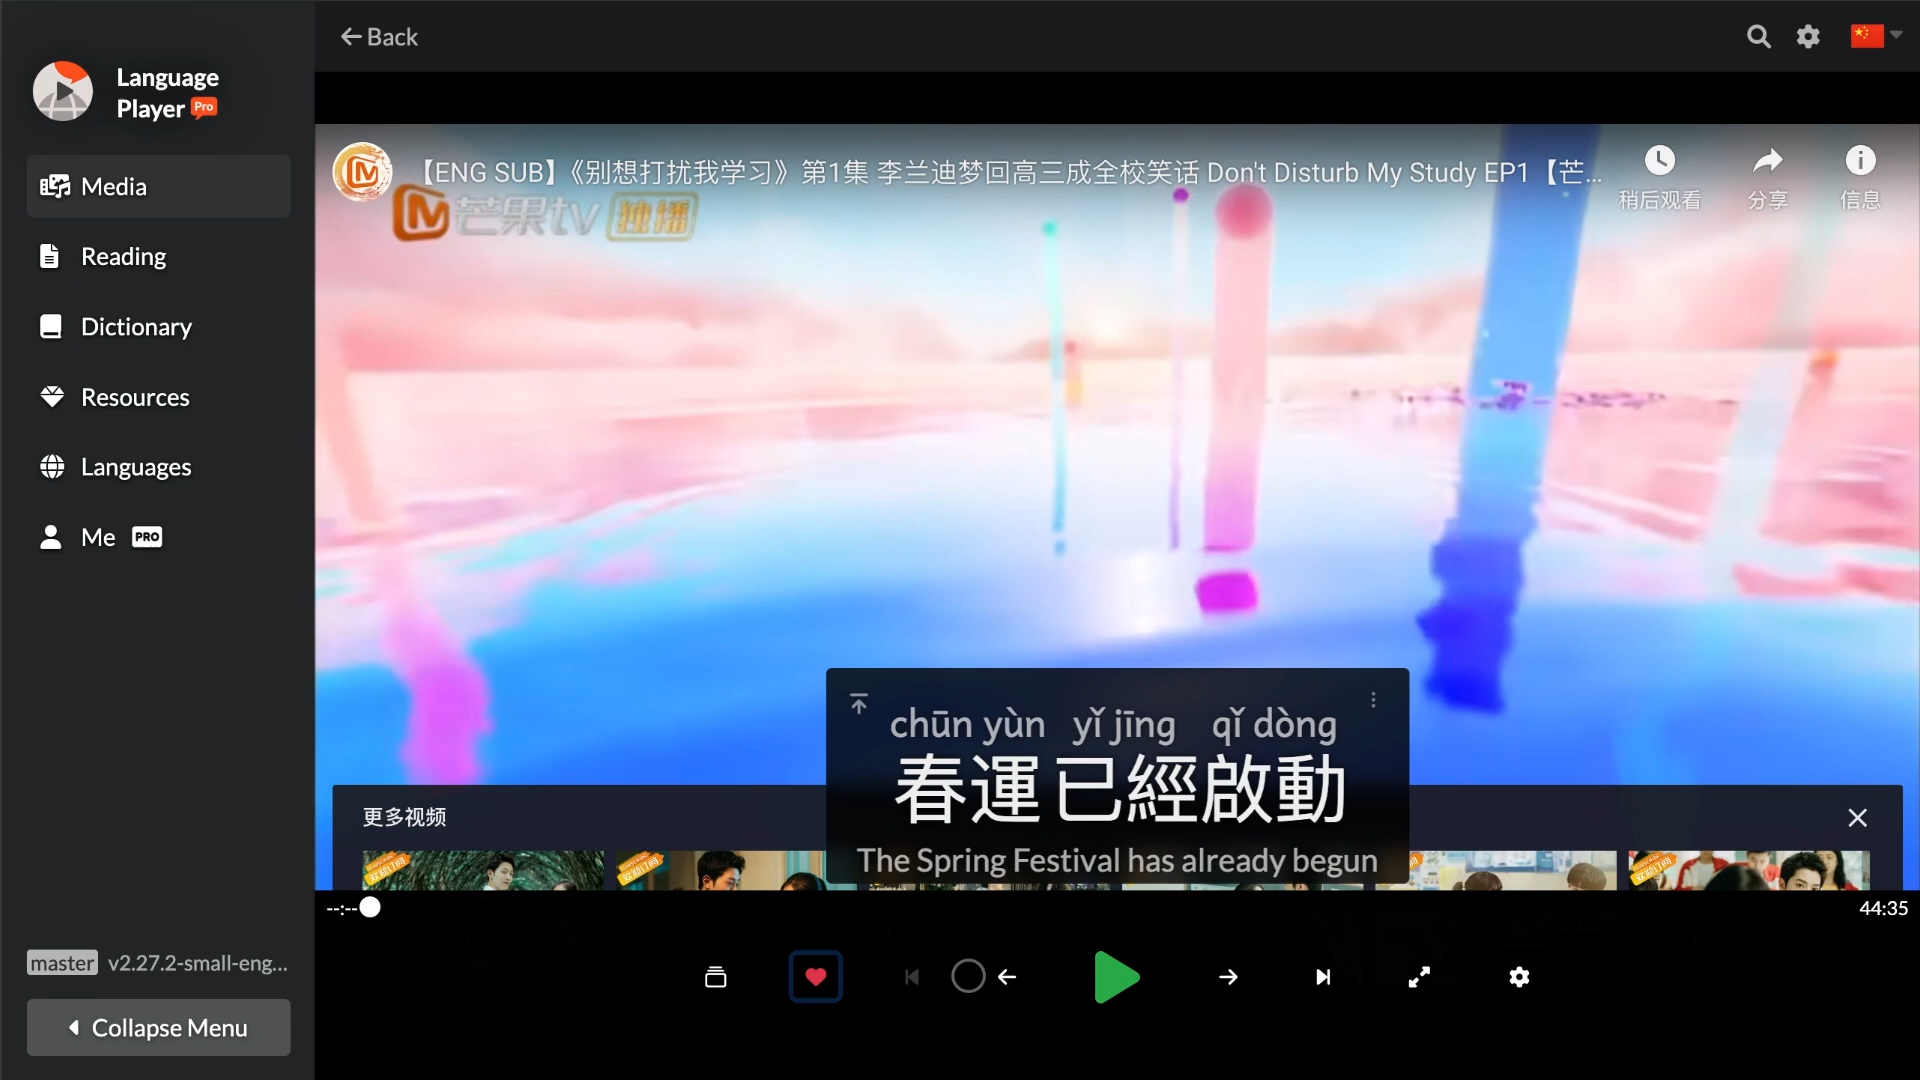 Back
Language
Player Pro
Media
Reading
Dictionary
Resources
Languages
Me PRO
master v2.27.2-small-eng...
Collapse Menu
【ENG SUB】《别想打扰我学习》第1集 李兰迪梦回高三成全校笑话 Don't Disturb My Study EP1【芒...
稍后观看
分享
信息
芒果tv 独播
chūn yùn yǐ jīng qǐ dòng
春運已經啟動
The Spring Festival has already begun
更多视频
--:--
44:35